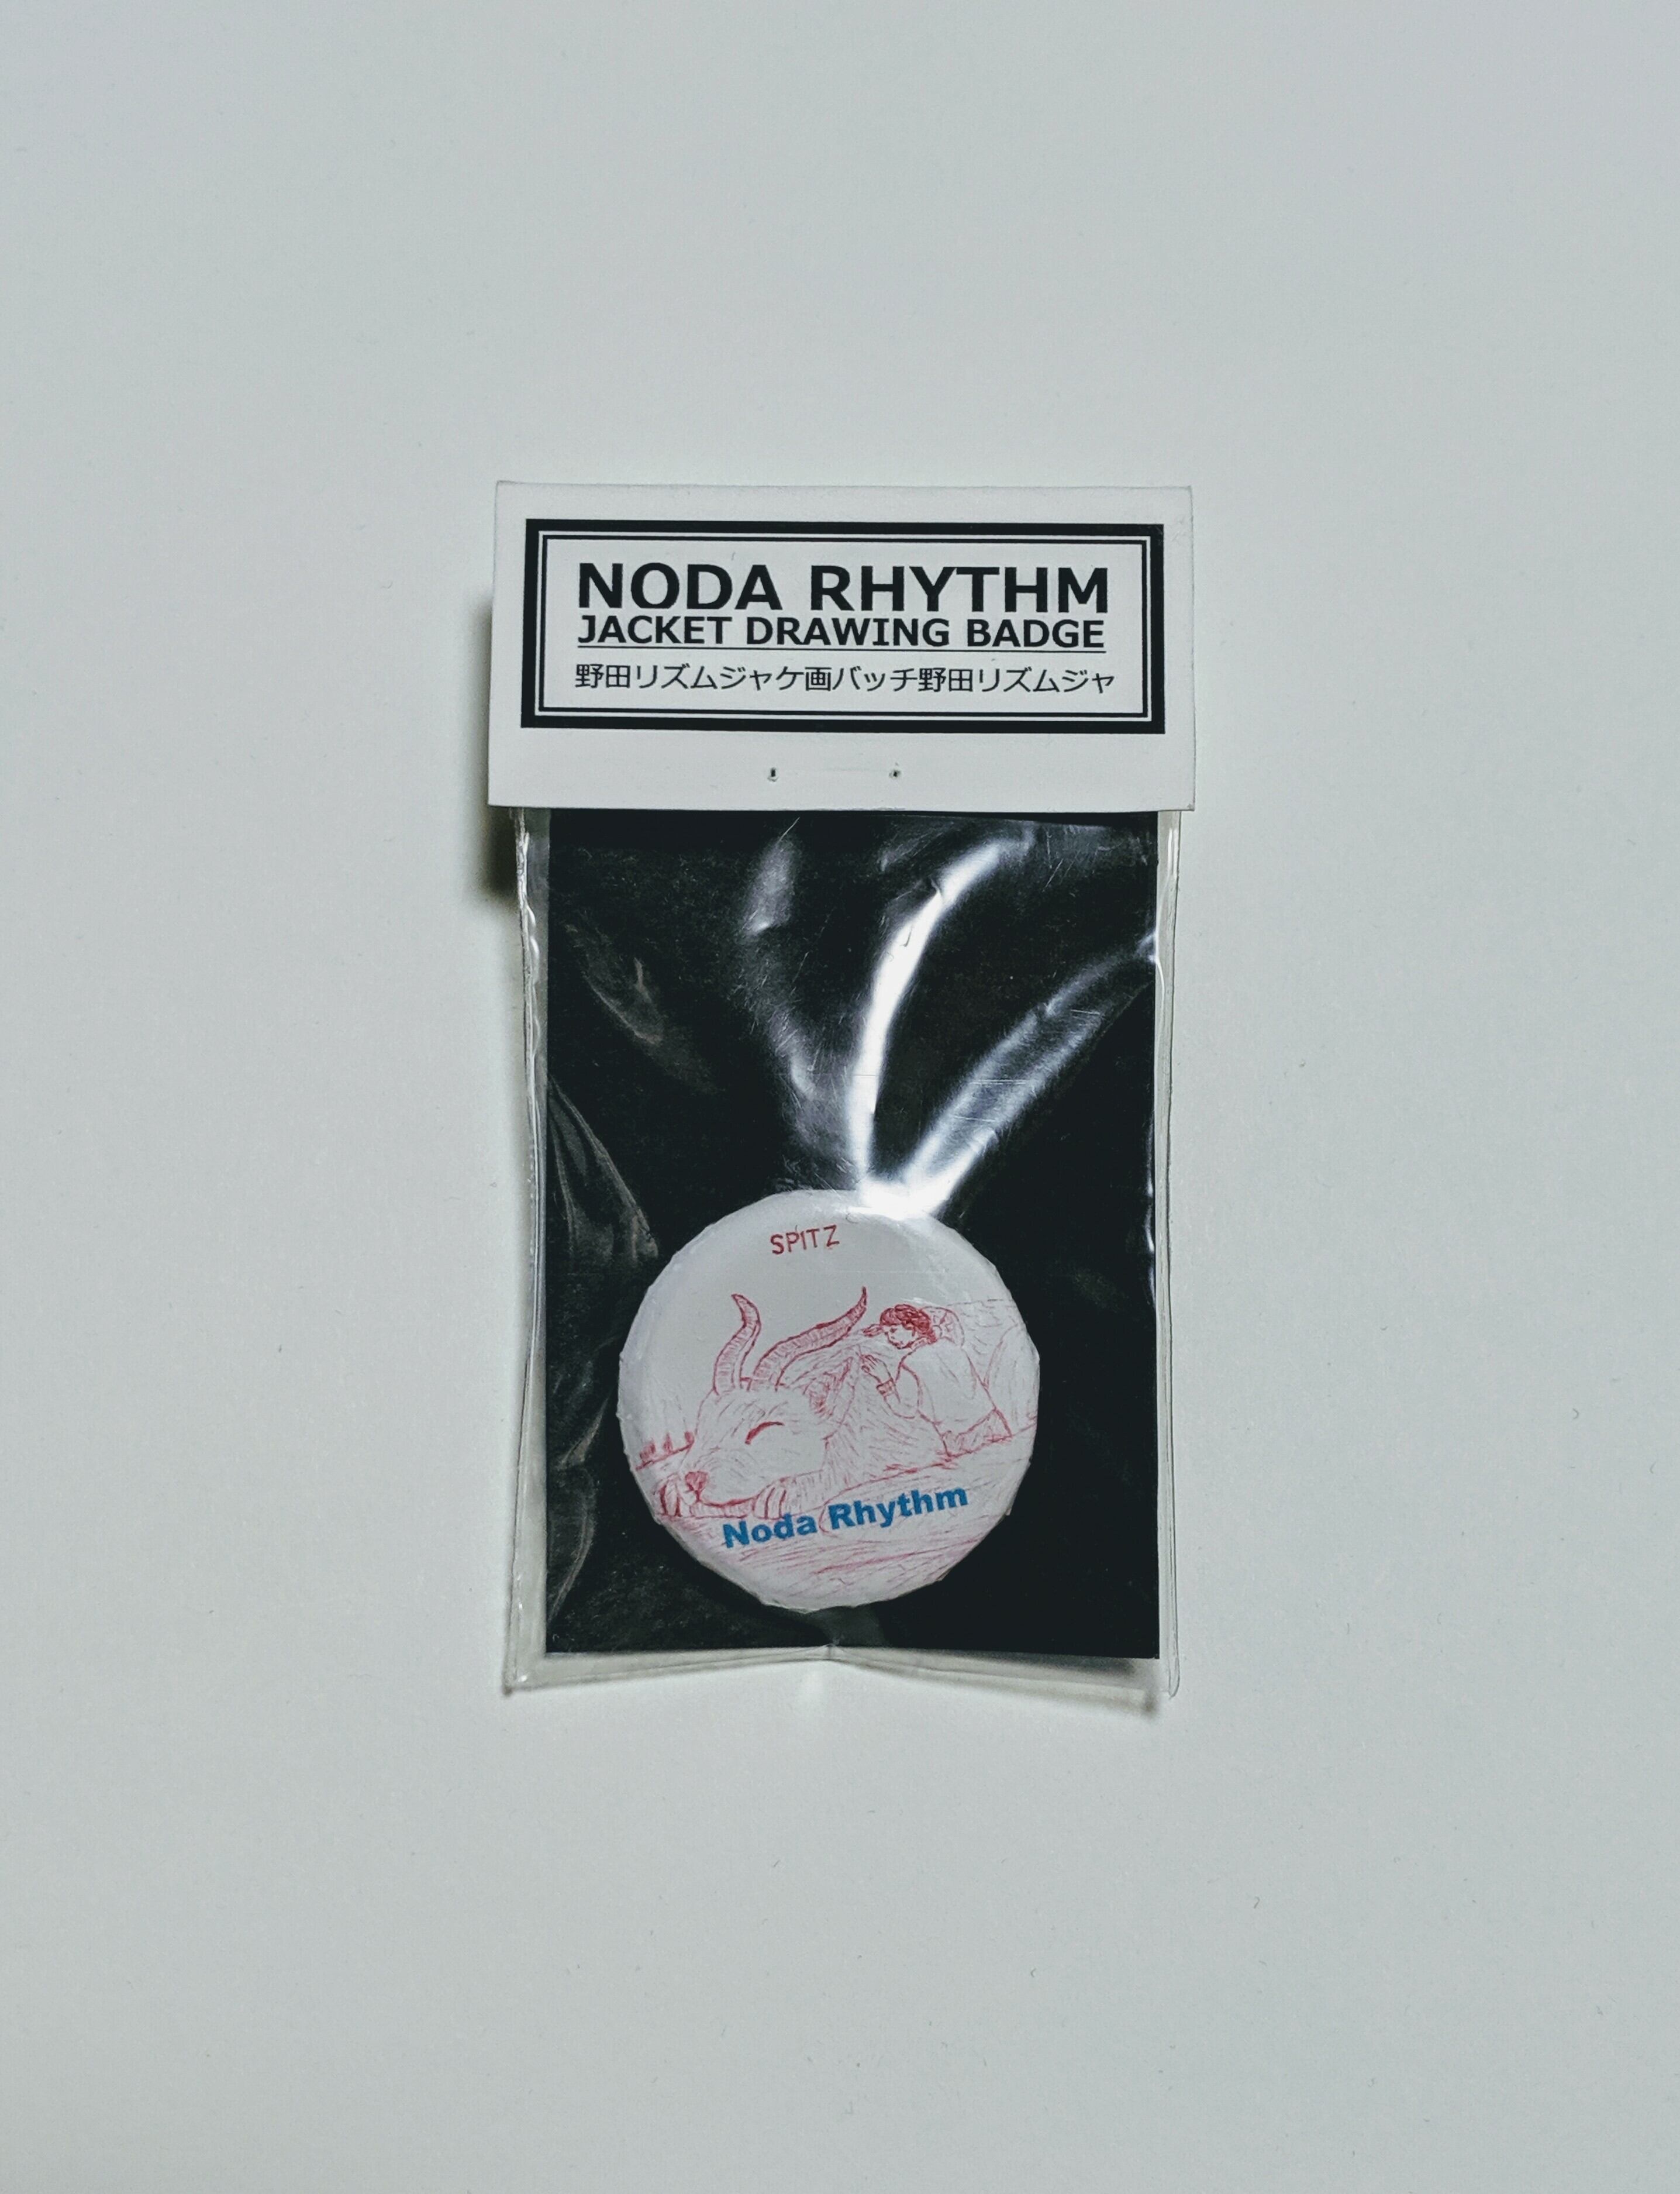 NODA RHYTHM
JACKET DRAWING BADGE
野田リズムジャケ画バッチ野田リズムジャ
SPITZ
Noda Rhythm